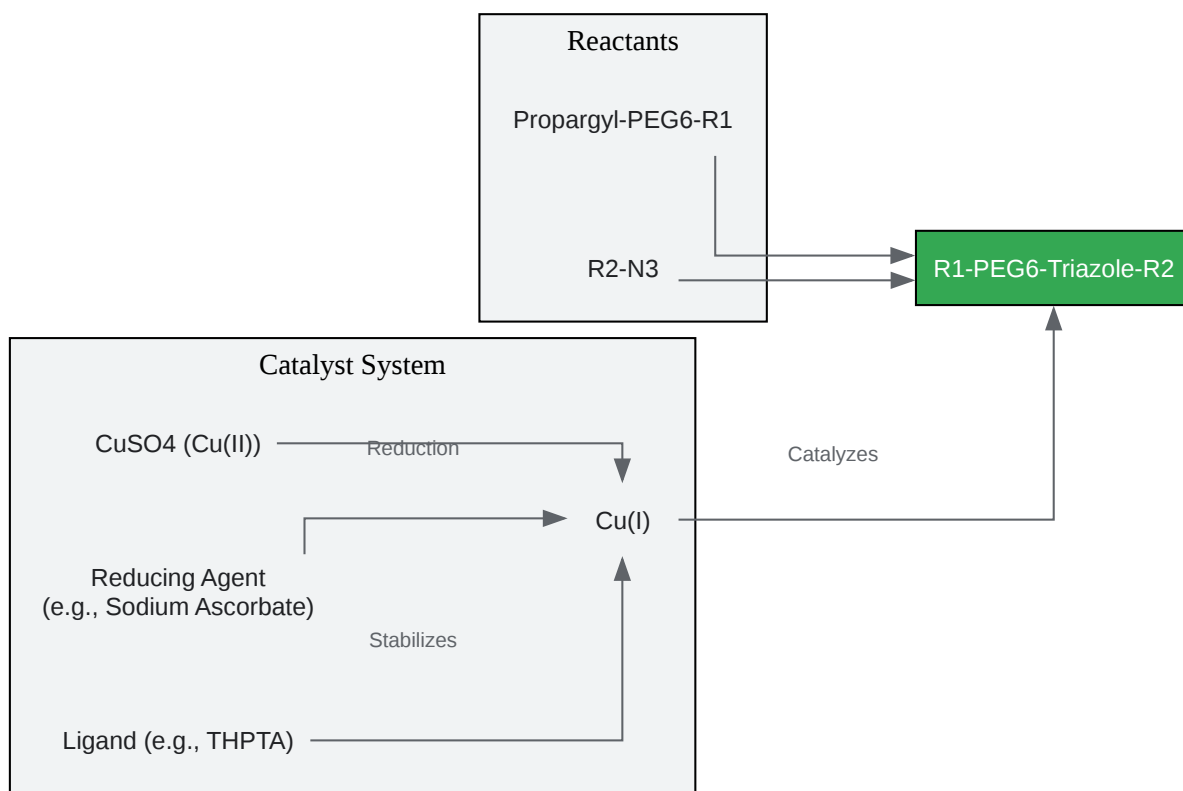 Reactants
Propargyl-PEG6-R1
R2-N3
R1-PEG6-Triazole-R2
Catalyst System
CuSO4 (Cu(II))
Reduction
Catalyzes
Cu(I)
Reducing Agent
(e.g., Sodium Ascorbate)
Stabilizes
Ligand (e.g., THPTA)